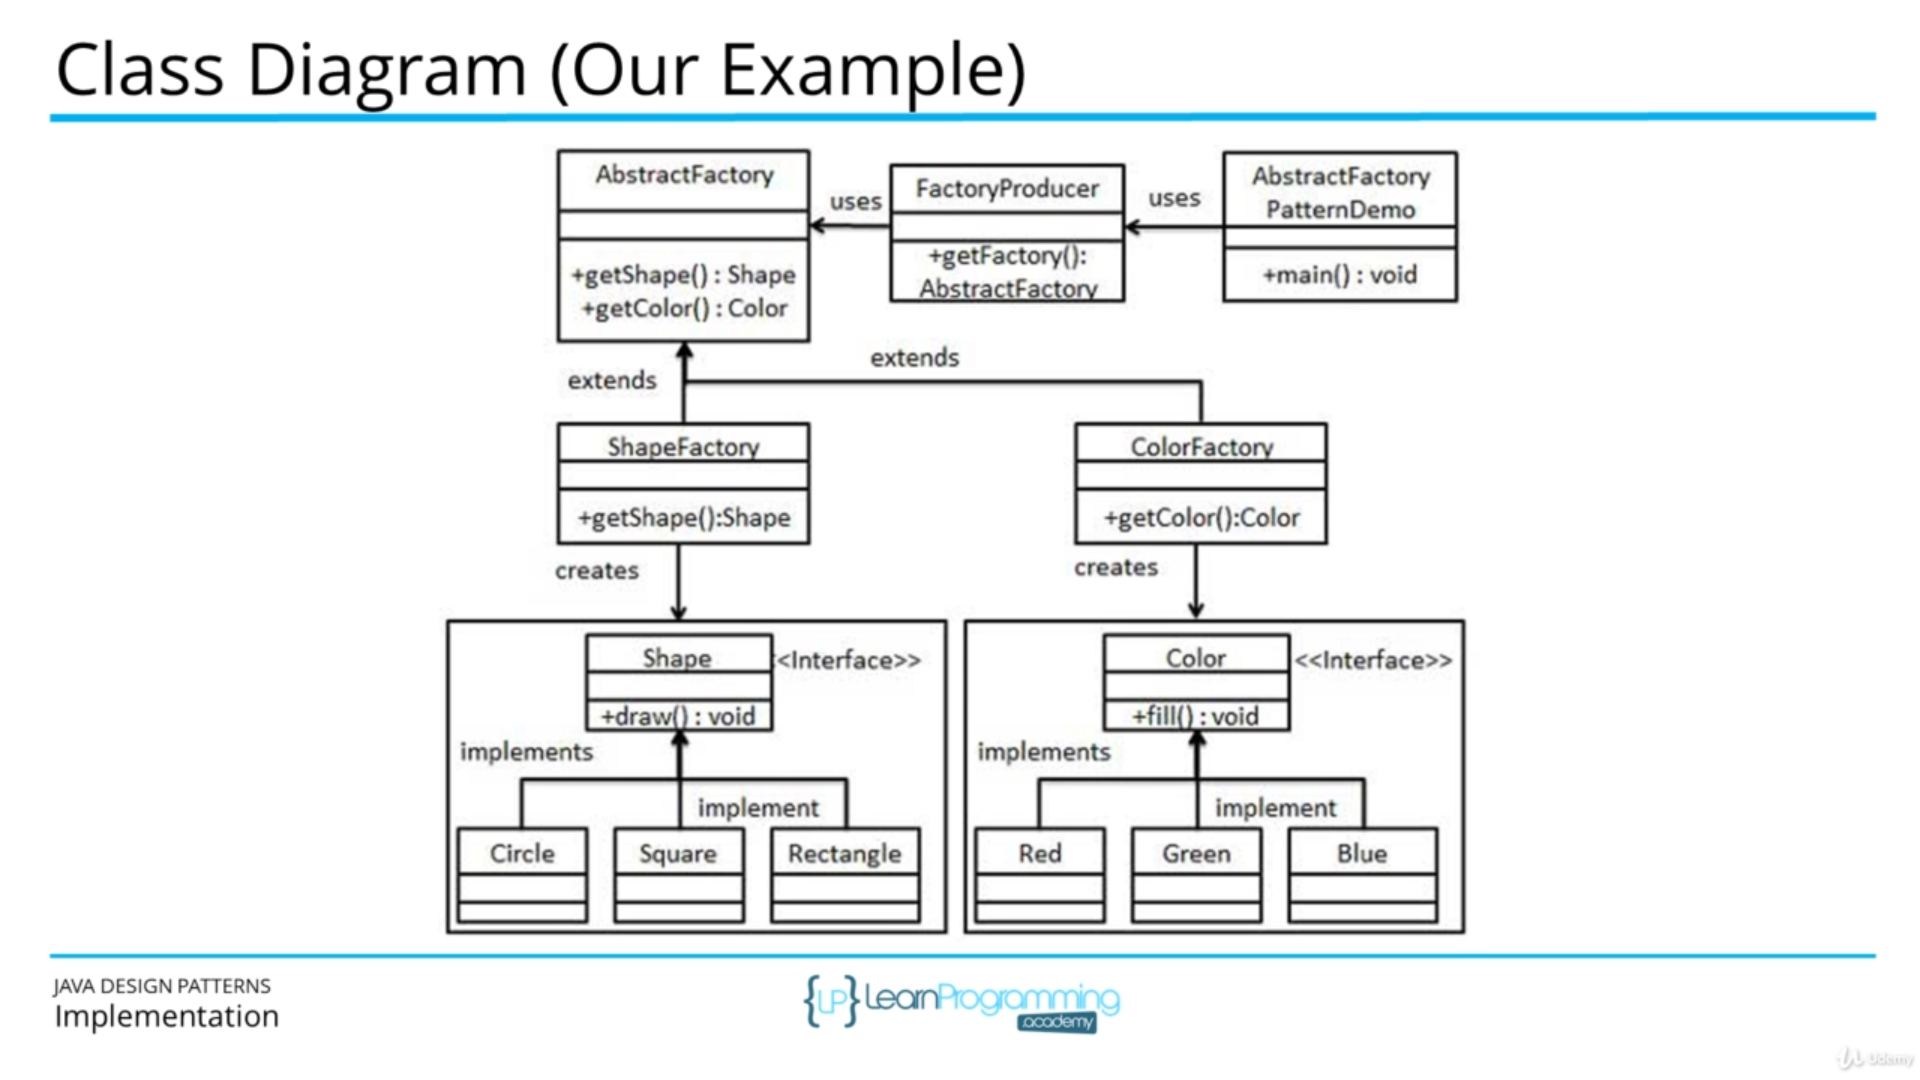 Class Diagram (Our Example)
AbstractFactory
+getShape() : Shape
+getColor() : Color
uses
FactoryProducer
+getFactory():
AbstractFactory
uses
AbstractFactory
PatternDemo
+main() : void
extends
extends
ShapeFactory
+getShape():Shape
ColorFactory
+getColor():Color
creates
creates
Shape
<<Interface>>
+draw() : void
implements
implement
Circle
Square
Rectangle
Color
<<Interface>>
+fill() : void
implements
implement
Red
Green
Blue
JAVA DESIGN PATTERNS
Implementation
{LP} LearnProgramming
.academy
Udemy